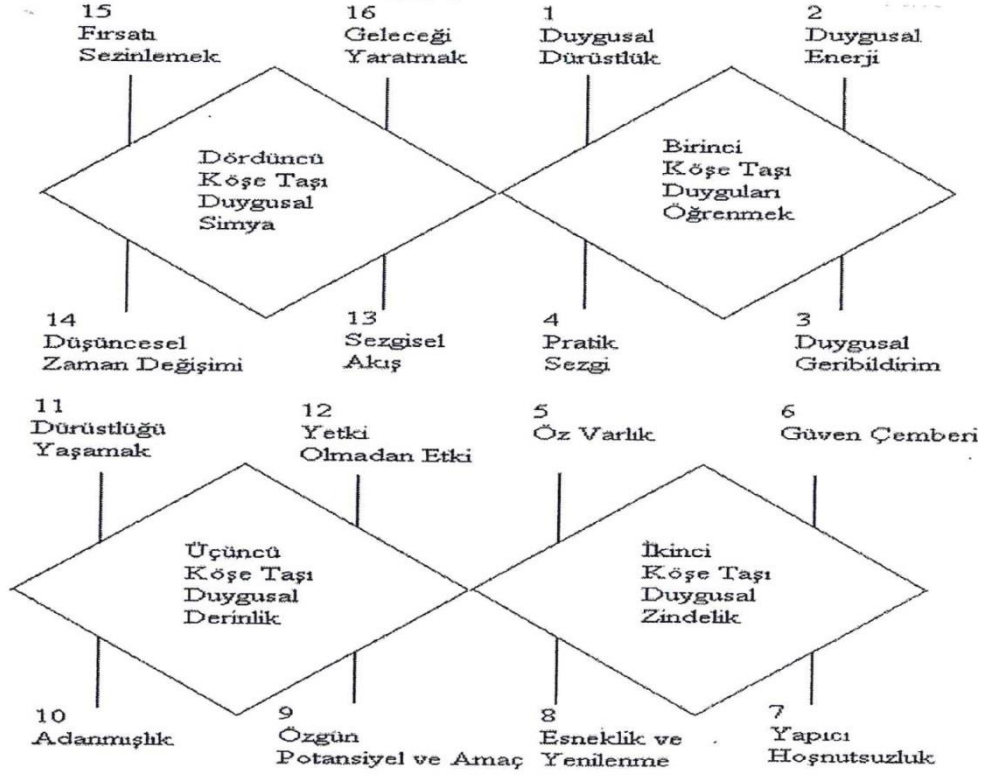 15
Fırsatı
Sezinlemek
16
Geleceği
Yaratmak
1
Duygusal
Dürüstlük
2
Duygusal
Enerji
Dördüncü
Köşe Taşı
Duygusal
Simya
Birinci
Köşe Taşı
Duyguları
Öğrenmek
14
Düşüncesel
Zaman Değişimi
13
Sezgisel
Akış
4
Pratik
Sezgi
3
Duygusal
Geribildirim
11
Dürüstlüğü
Yaşamak
12
Yetki
Olmadan Etki
5
Öz Varlık
6
Güven Çemberi
Üçüncü
Köşe Taşı
Duygusal
Derinlik
İkinci
Köşe Taşı
Duygusal
Zindelik
10
Adanmışlık
9
Özgün
Potansiyel ve Amaç
8
Esneklik ve
Yenilenme
7
Yapıcı
Hoşnutsuzluk